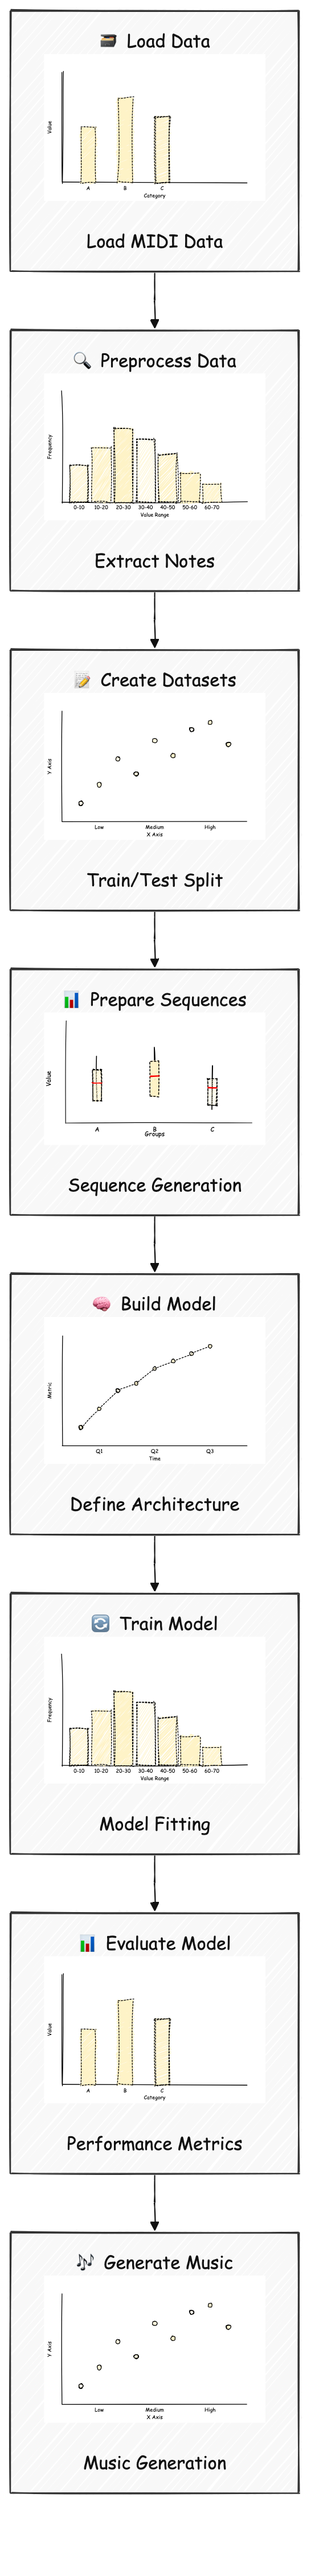 Load Data
Value
A B C
Category
Load MIDI Data
Preprocess Data
Frequency
0-10 10-20 20-30 30-40 40-50 50-60 60-70
Value Range
Extract Notes
Create Datasets
Y Axis
Low Medium High
X Axis
Train/Test Split
Prepare Sequences
Value
A B C
Groups
Sequence Generation
Build Model
Metric
Q1 Q2 Q3
Time
Define Architecture
Train Model
Frequency
0-10 10-20 20-30 30-40 40-50 50-60 60-70
Value Range
Model Fitting
Evaluate Model
Value
A B C
Category
Performance Metrics
Generate Music
Y Axis
Low Medium High
X Axis
Music Generation